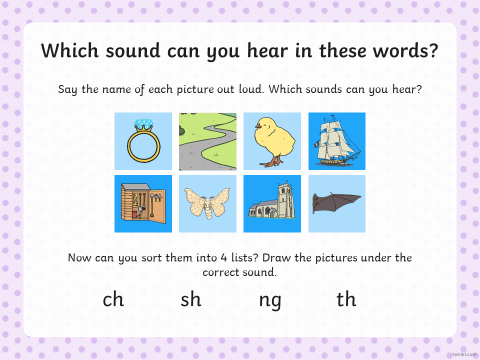 Which sound can you hear in these words?
Say the name of each picture out loud. Which sounds can you hear?
Now can you sort them into 4 lists? Draw the pictures under the
correct sound.
ch sh ng th